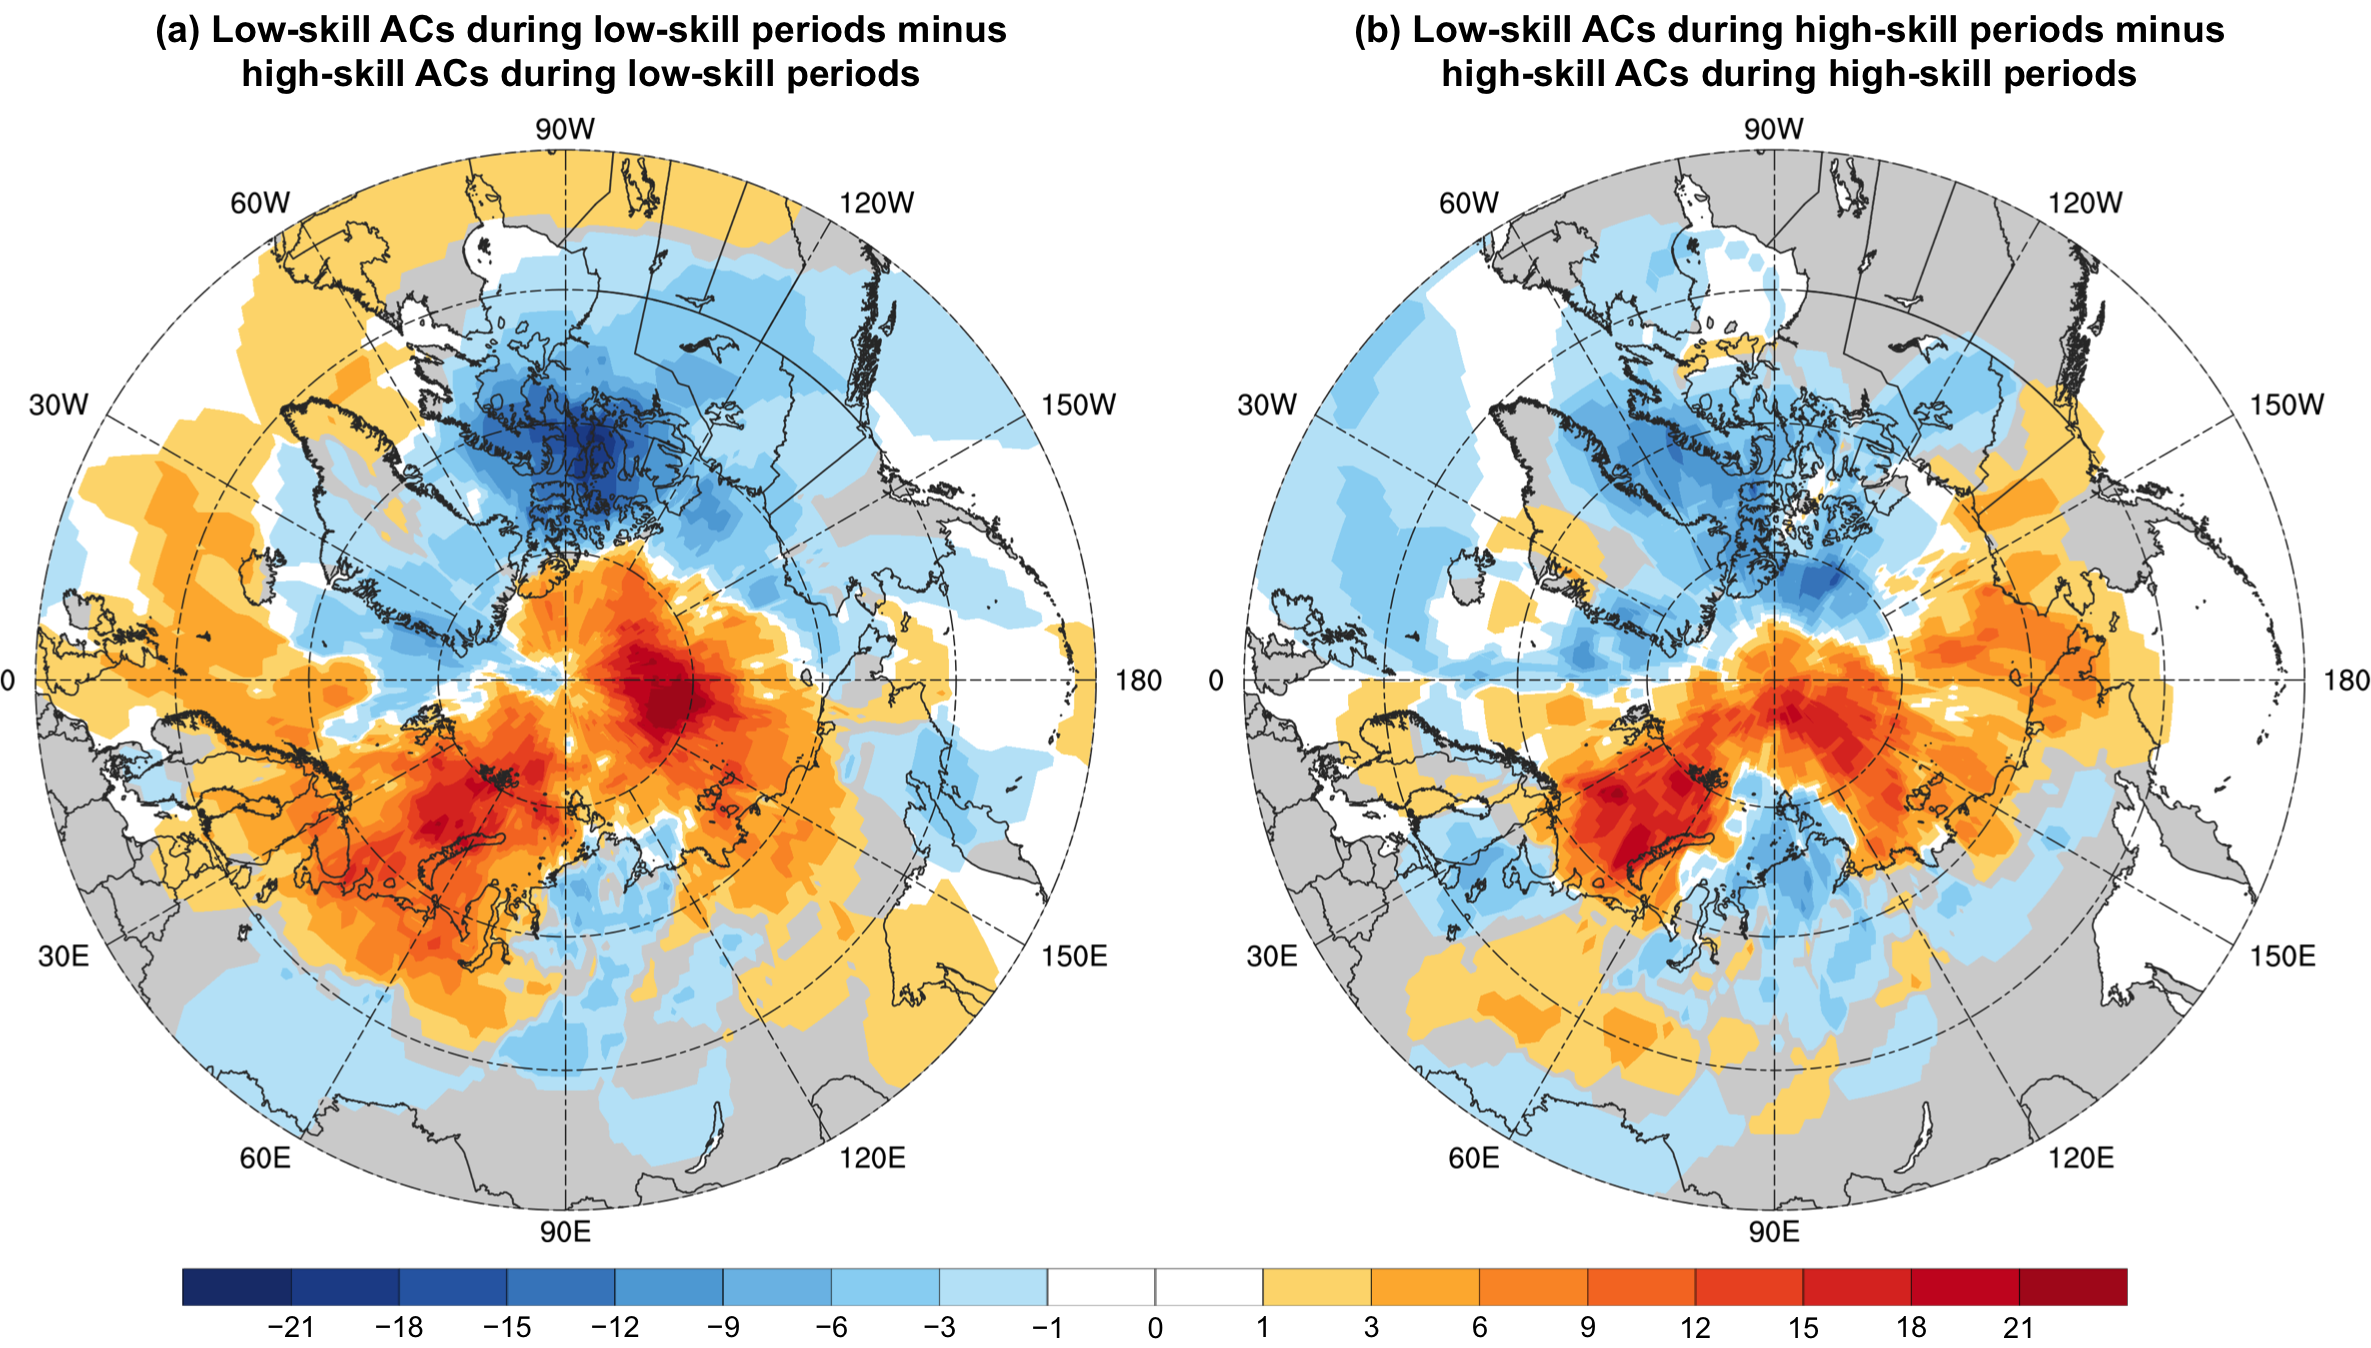 (a) Low-skill ACs during low-skill periods minus
high-skill ACs during low-skill periods
(b) Low-skill ACs during high-skill periods minus
high-skill ACs during high-skill periods
90W
60W
120W
30W
150W
0
180
30E
150E
60E
120E
90E
90W
60W
120W
30W
150W
0
180
30E
150E
60E
120E
90E
−21 −18 −15 −12 −9 −6 −3 −1 0 1 3 6 9 12 15 18 21